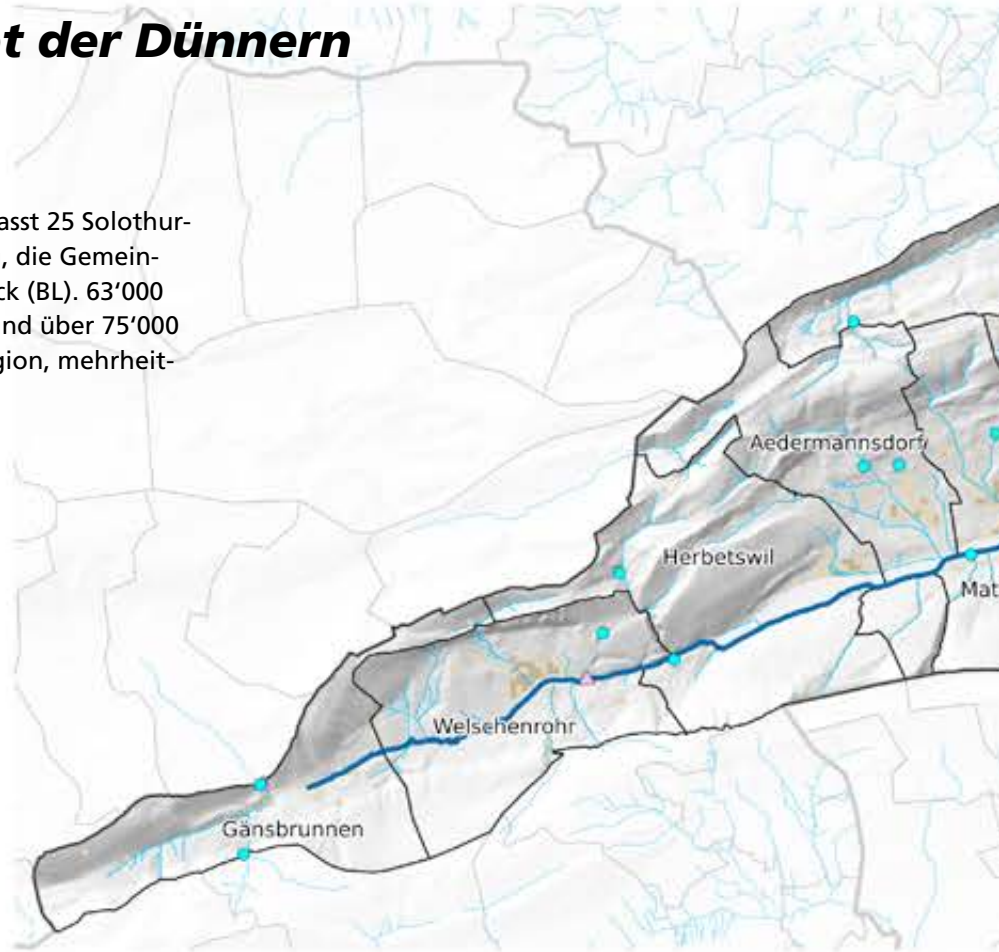 t der Dünnern
asst 25 Solothur-
, die Gemein-
ck (BL). 63‘000
nd über 75‘000
gion, mehrheit-
Aedermannsdorf
Herbetswil
Mat
Welschenrohr
Gänsbrunnen